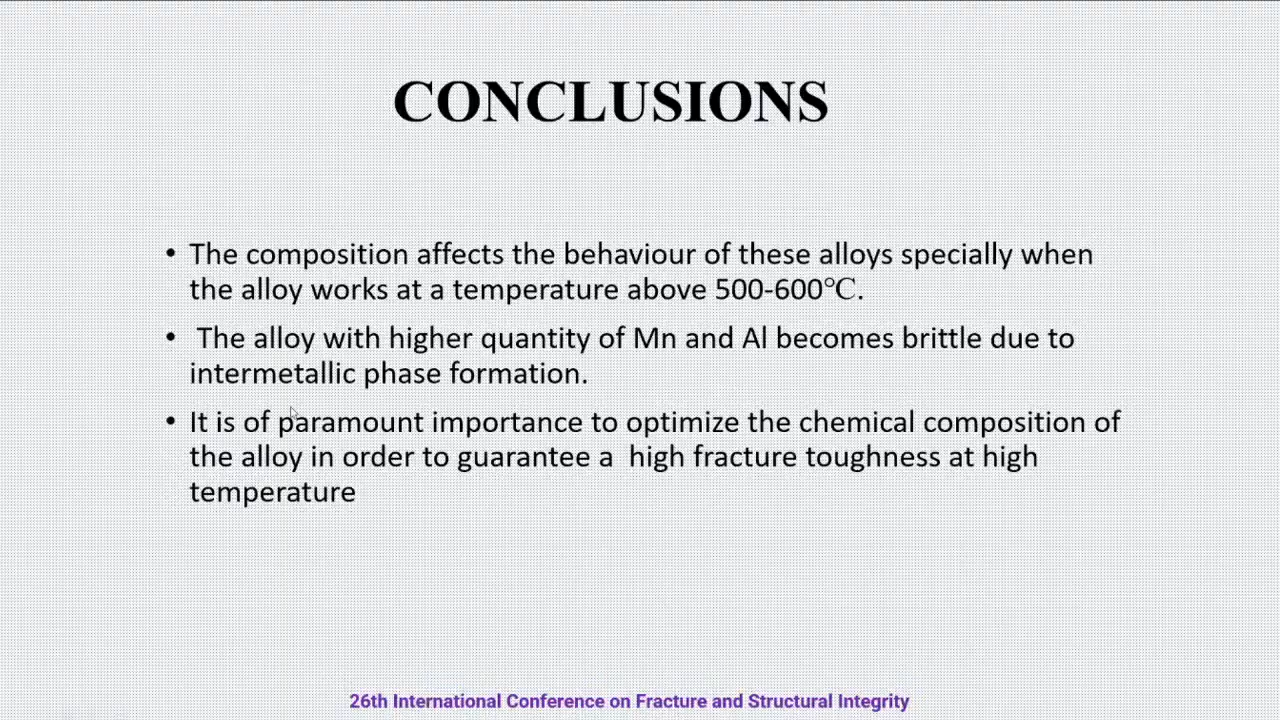 CONCLUSIONS
• The composition affects the behaviour of these alloys specially when
the alloy works at a temperature above 500-600℃.
• The alloy with higher quantity of Mn and Al becomes brittle due to
intermetallic phase formation.
• It is of paramount importance to optimize the chemical composition of
the alloy in order to guarantee a  high fracture toughness at high
temperature
26th International Conference on Fracture and Structural Integrity